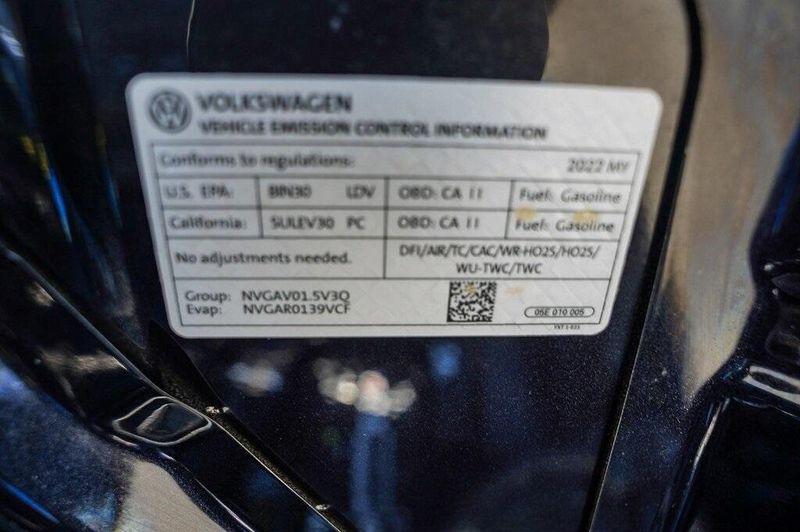 VOLKSWAGEN
VEHICLE EMISSION CONTROL INFORMATION
Conforms to regulations: 2022 MY
U.S. EPA: BIN30 LDV OBD: CA II Fuel: Gasoline
California: SULEV30 PC OBD: CA II Fuel: Gasoline
No adjustments needed. DFI/AIR/TC/CAC/WR-HO2S/HO2S/
WU-TWC/TWC
Group: NVGAV01.5V3Q
Evap: NVGAR0139VCF
05E 010 005